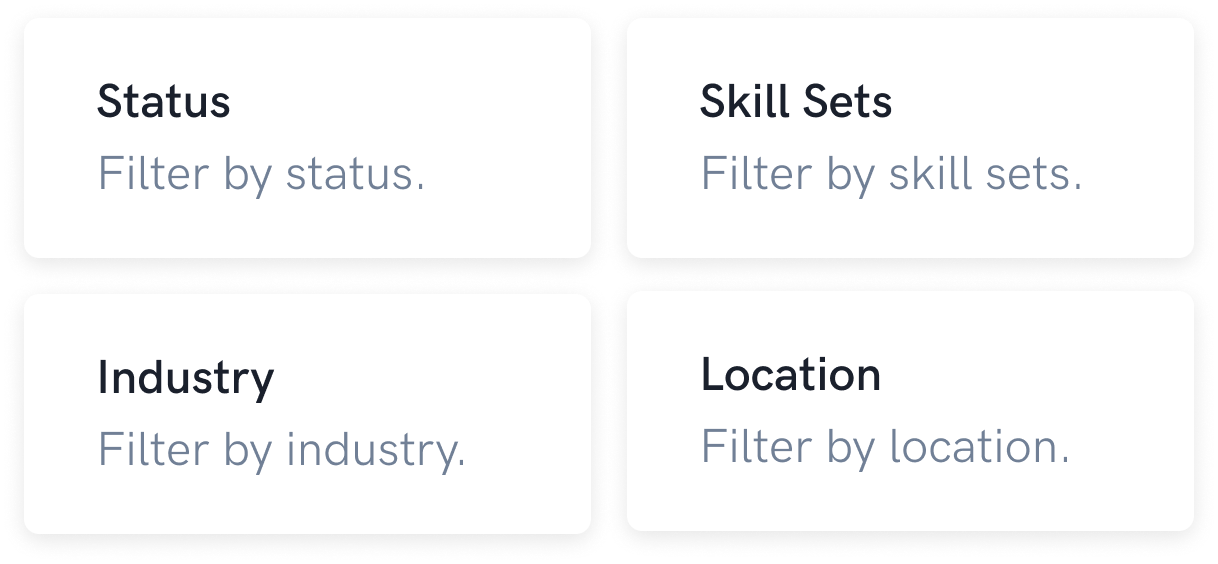 Status
Filter by status.
Skill Sets
Filter by skill sets.
Industry
Filter by industry.
Location
Filter by location.